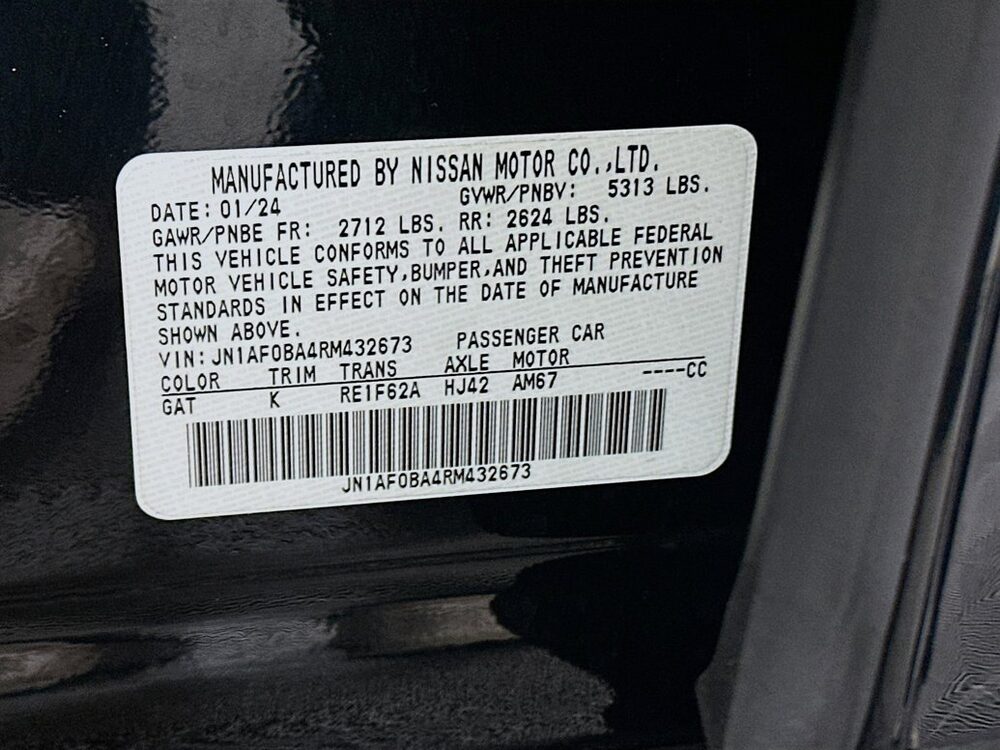 MANUFACTURED BY NISSAN MOTOR CO.,LTD.
DATE: 01/24 GVWR/PNBV: 5313 LBS.
GAWR/PNBE FR: 2712 LBS. RR: 2624 LBS.
THIS VEHICLE CONFORMS TO ALL APPLICABLE FEDERAL
MOTOR VEHICLE SAFETY,BUMPER,AND THEFT PREVENTION
STANDARDS IN EFFECT ON THE DATE OF MANUFACTURE
SHOWN ABOVE.
VIN: JN1AF0BA4RM432673 PASSENGER CAR
COLOR TRIM TRANS AXLE MOTOR
GAT K RE1F62A HJ42 AM67 ----CC
JN1AF0BA4RM432673